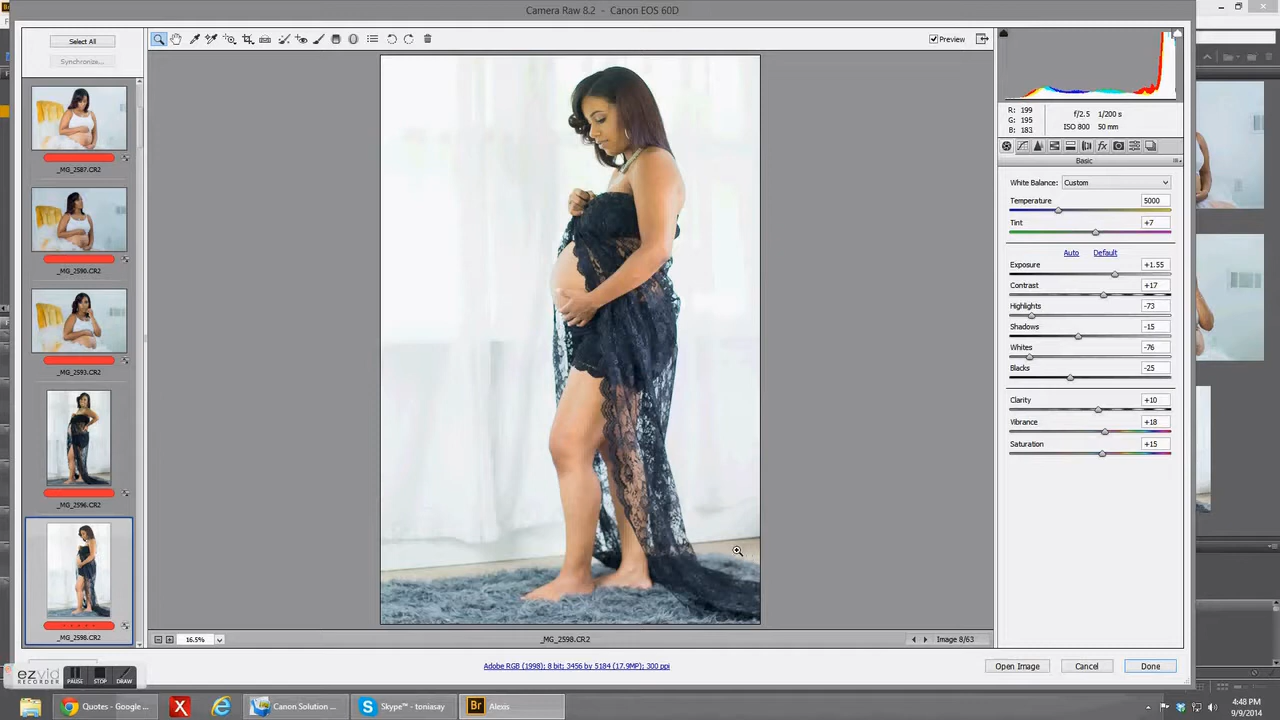 Camera Raw 8.2 - Canon EOS 60D
Br
Select All
Synchronize...
Preview
_MG_2587.CR2
_MG_2590.CR2
_MG_2593.CR2
_MG_2596.CR2
_MG_2598.CR2
R: 199
G: 195
B: 183
f/2.5 1/200 s
ISO 800 50 mm
Basic
White Balance: Custom
Temperature 5000
Tint +7
Auto Default
Exposure +1.55
Contrast +17
Highlights -73
Shadows -15
Whites -76
Blacks -25
Clarity +10
Vibrance +18
Saturation +15
16.5%
_MG_2598.CR2
Image 8/63
Adobe RGB (1998); 8 bit; 3456 by 5184 (17.9MP); 300 ppi
Open Image
Cancel
Done
ezvid
RECORDER
PAUSE
STOP
DRAW
Quotes - Google ...
Canon Solution ...
Skype™ - toniasay
Br Alexis
4:48 PM
9/9/2014